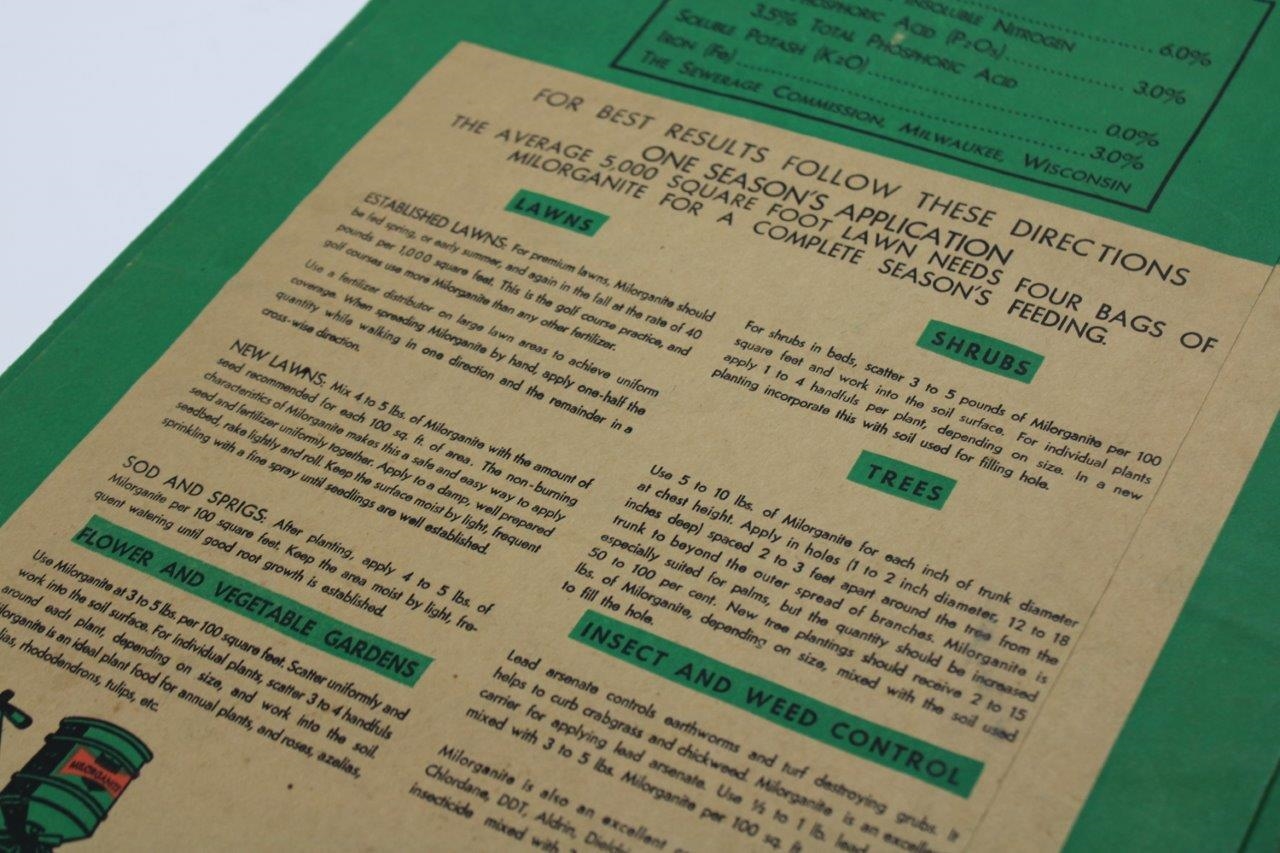 INSOLUBLE NITROGEN
PHOSPHORIC ACID (P2O5) 6.0%
3.5% TOTAL PHOSPHORIC ACID
SOLUBLE POTASH (K2O) 3.0%
IRON (Fe) 0.0%
3.0%
THE SEWERAGE COMMISSION, MILWAUKEE, WISCONSIN
FOR BEST RESULTS FOLLOW THESE DIRECTIONS
ONE SEASON'S APPLICATION
THE AVERAGE 5,000 SQUARE FOOT LAWN NEEDS FOUR BAGS OF
MILORGANITE FOR A COMPLETE SEASON'S FEEDING.
LAWNS
ESTABLISHED LAWNS: For premium lawns, Milorganite should
be fed spring, or early summer, and again in the fall at the rate of 40
pounds per 1,000 square feet. This is the golf course practice, and
golf courses use more Milorganite than any other fertilizer.
Use a fertilizer distributor on large lawn areas to achieve uniform
coverage. When spreading Milorganite by hand, apply one-half the
quantity while walking in one direction and the remainder in a
cross-wise direction.
NEW LAWNS: Mix 4 to 5 lbs. of Milorganite with the amount of
seed recommended for each 100 sq. ft. of area. The non-burning
characteristics of Milorganite makes this a safe and easy way to apply
seed and fertilizer uniformly together. Apply to a damp, well prepared
seedbed, rake lightly and roll. Keep the surface moist by light, frequent
sprinkling with a fine spray until seedlings are well established.
SOD AND SPRIGS: After planting, apply 4 to 5 lbs. of
Milorganite per 100 square feet. Keep the area moist by light, fre-
quent watering until good root growth is established.
FLOWER AND VEGETABLE GARDENS
Use Milorganite at 3 to 5 lbs. per 100 square feet. Scatter uniformly and
work into the soil surface. For individual plants, scatter 3 to 4 handfuls
around each plant, depending on size, and work into the soil.
Milorganite is an ideal plant food for annual plants, and roses, azaleas,
rhododendrons, tulips, etc.
MILORGANITE
SHRUBS
For shrubs in beds, scatter 3 to 5 pounds of Milorganite per 100
square feet and work into the soil surface. For individual plants
apply 1 to 4 handfuls per plant, depending on size. In a new
planting incorporate this with soil used for filling hole.
TREES
Use 5 to 10 lbs. of Milorganite for each inch of trunk diameter
at chest height. Apply in holes (1 to 2 inch diameter, 12 to 18
inches deep) spaced 2 to 3 feet apart around the tree from the
trunk to beyond the outer spread of branches. Milorganite is
especially suited for palms, but the quantity should be increased
50 to 100 per cent. New tree plantings should receive 2 to 15
lbs. of Milorganite, depending on size, mixed with the soil used
to fill the hole.
INSECT AND WEED CONTROL
Lead arsenate controls earthworms and turf destroying grubs. It
helps to curb crabgrass and chickweed. Milorganite is an excellent
carrier for applying lead arsenate. Use ½ to 1 lb. lead
mixed with 3 to 5 lbs. Milorganite per 100 sq. ft.
Milorganite is also an excellent
Chlordane, DDT, Aldrin, Dieldrin
insecticide mixed with